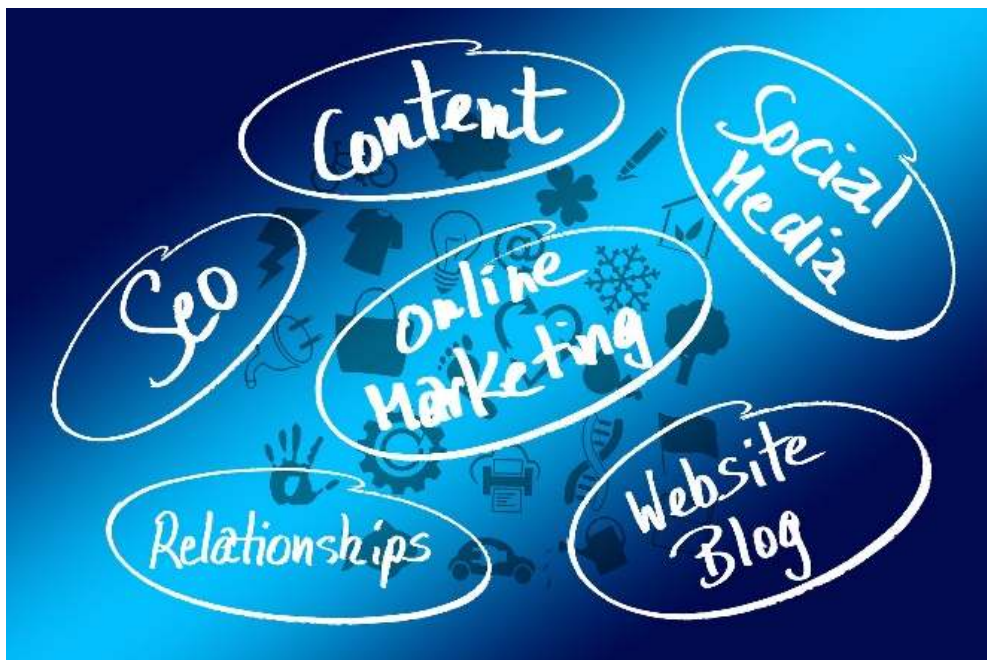 Content
Social
Media
Seo
online
Marketing
@
Relationships
Website
Blog